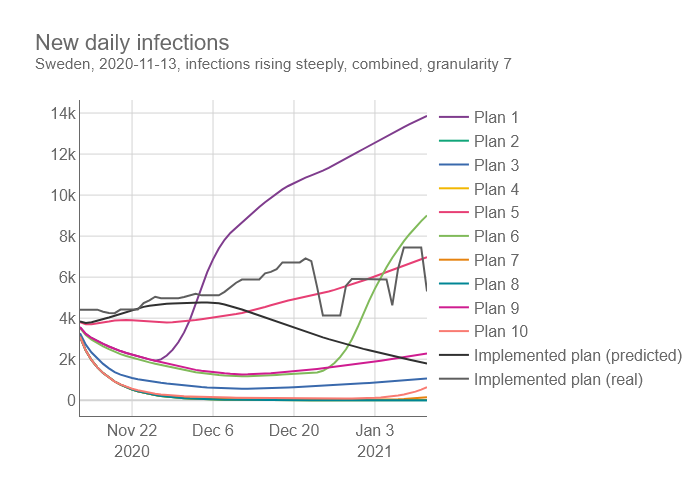 New daily infections
Sweden, 2020-11-13, infections rising steeply, combined, granularity 7
14k
12k
10k
8k
6k
4k
2k
0
Nov 22
2020
Dec 6
Dec 20
Jan 3
2021
Plan 1
Plan 2
Plan 3
Plan 4
Plan 5
Plan 6
Plan 7
Plan 8
Plan 9
Plan 10
Implemented plan (predicted)
Implemented plan (real)